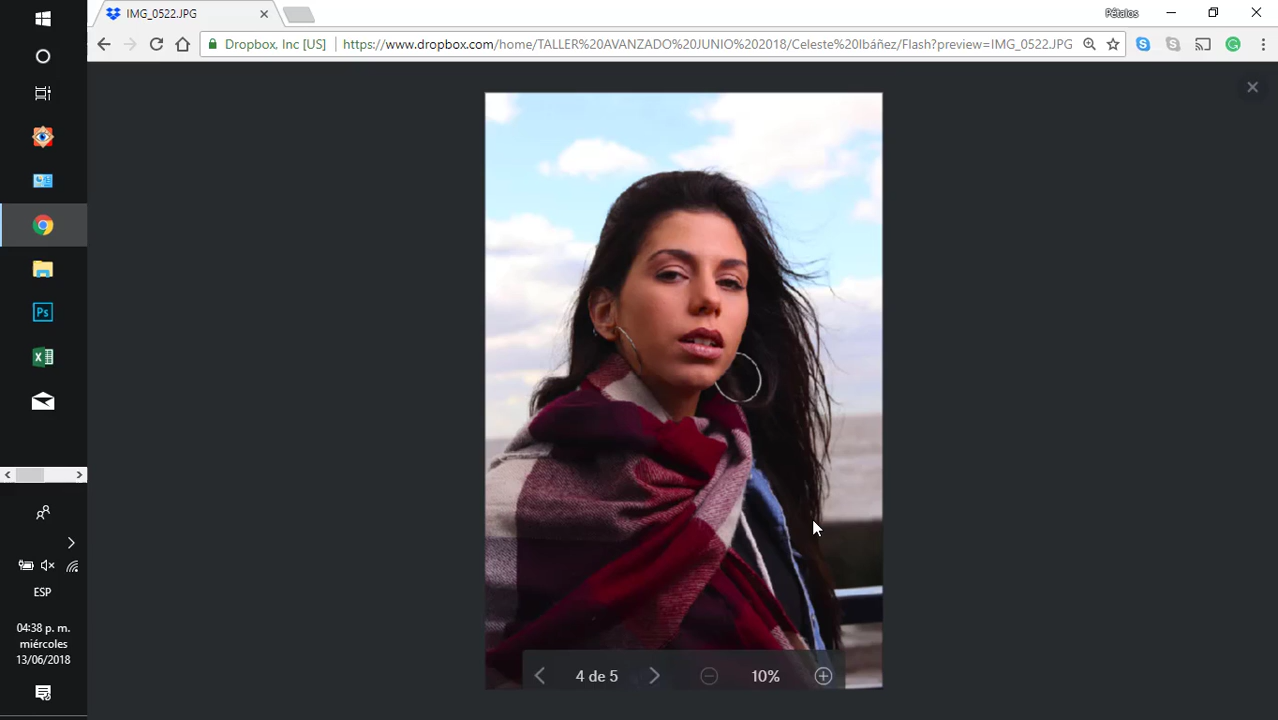 IMG_0522.JPG
Pétalos
Dropbox, Inc [US]
https://www.dropbox.com/home/TALLER%20AVANZADO%20JUNIO%202018/Celeste%20Ibáñez/Flash?preview=IMG_0522.JPG
Ps
4 de 5
10%
ESP
04:38 p. m.
miércoles
13/06/2018